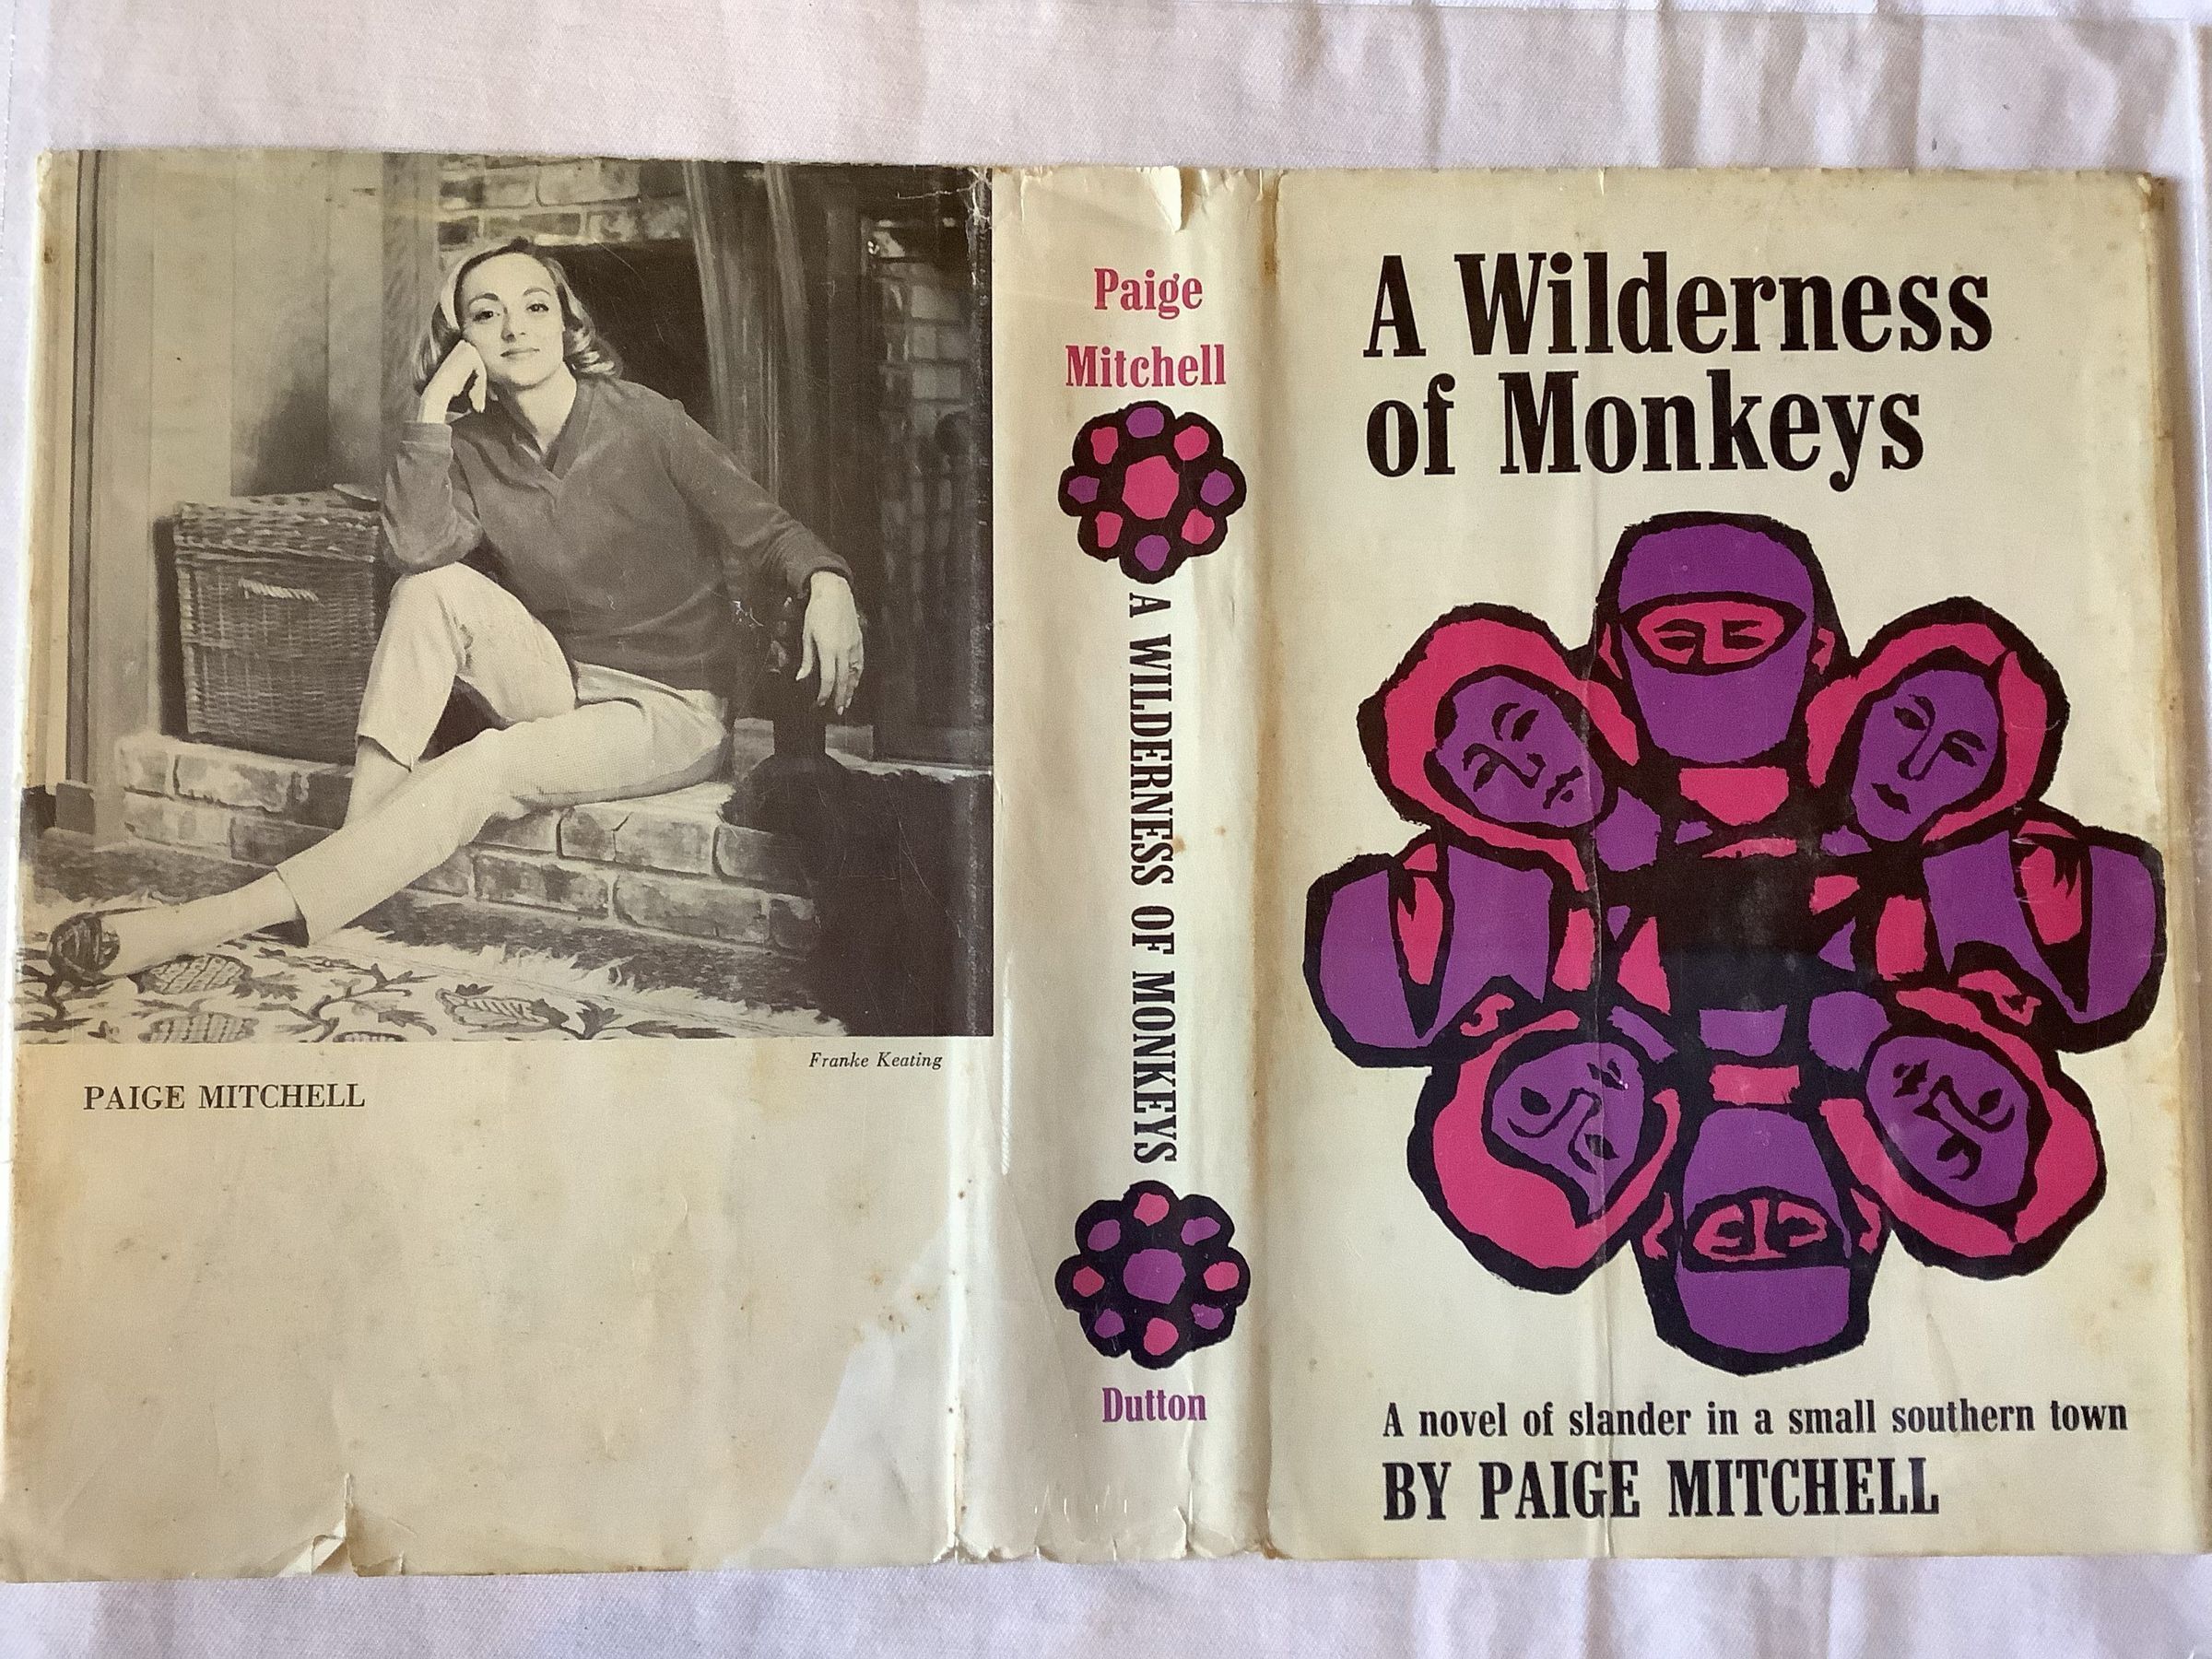 Franke Keating
PAIGE MITCHELL
Paige
Mitchell
A WILDERNESS OF MONKEYS
Dutton
A Wilderness
of Monkeys
A novel of slander in a small southern town
BY PAIGE MITCHELL